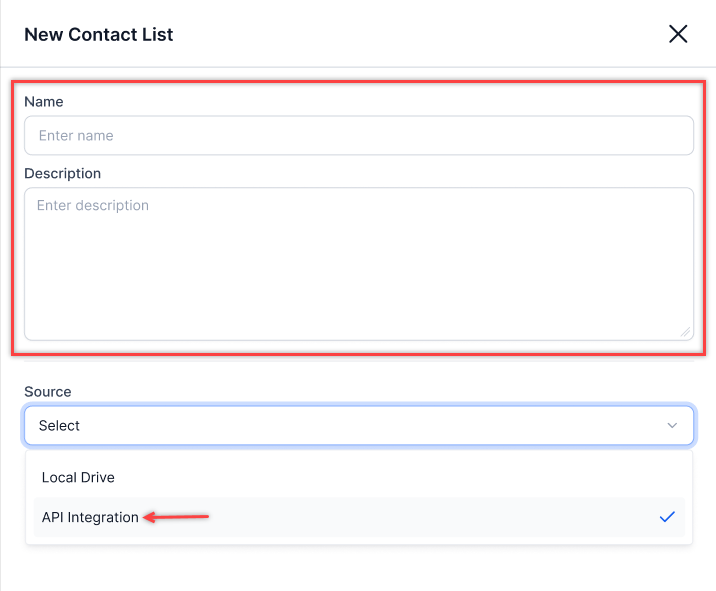 New Contact List
Name
Enter name
Description
Enter description
Source
Select
Local Drive
API Integration